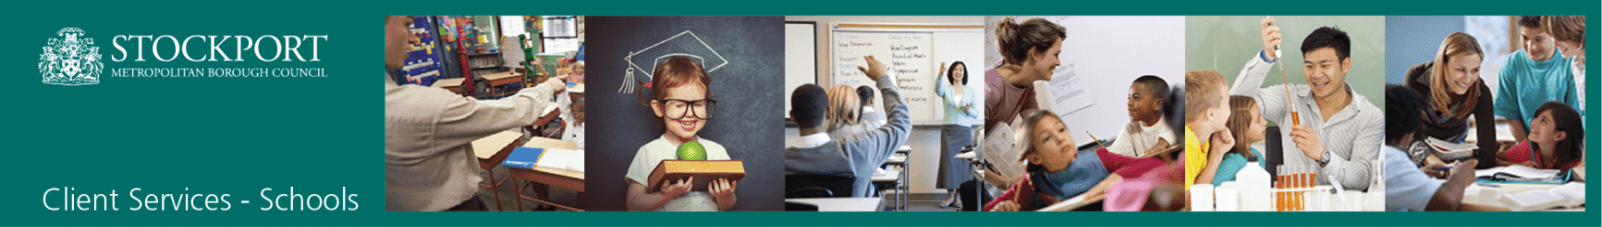 STOCKPORT
METROPOLITAN BOROUGH COUNCIL
Client Services - Schools